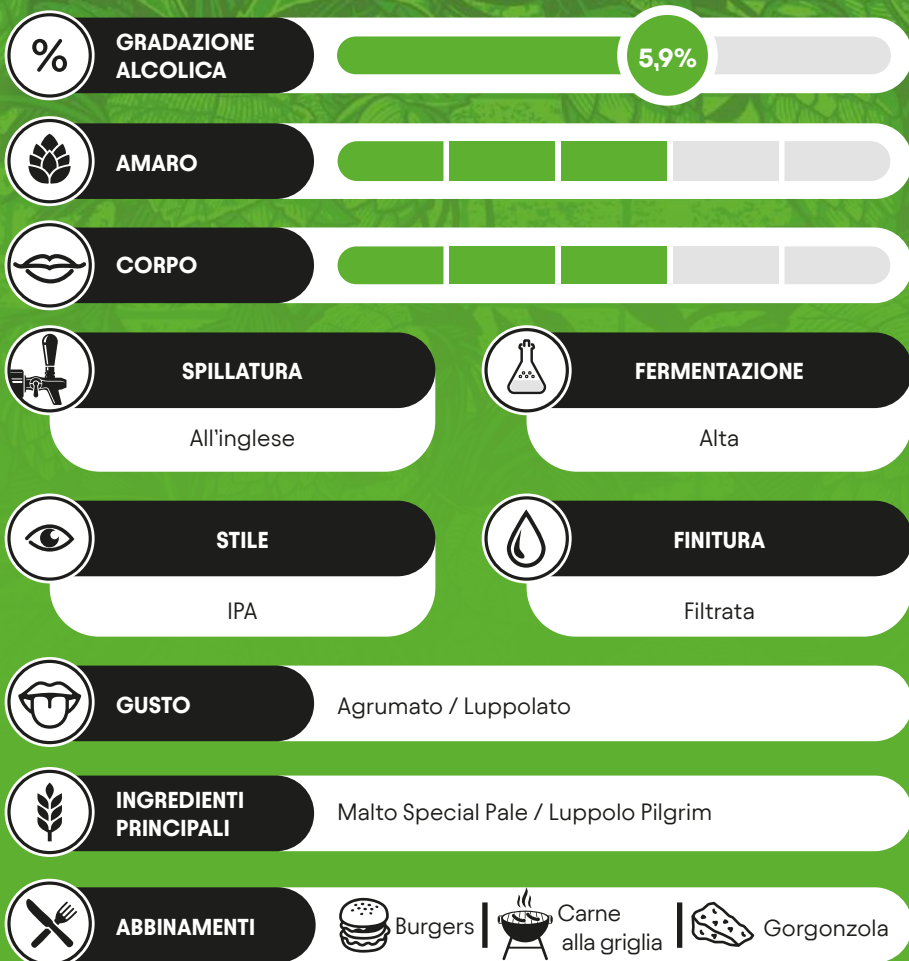 %
GRADAZIONE
ALCOLICA
5,9%
AMARO
CORPO
SPILLATURA
All'inglese
FERMENTAZIONE
Alta
STILE
IPA
FINITURA
Filtrata
GUSTO
Agrumato / Luppolato
INGREDIENTI
PRINCIPALI
Malto Special Pale / Luppolo Pilgrim
ABBINAMENTI
Burgers
Carne
alla griglia
Gorgonzola